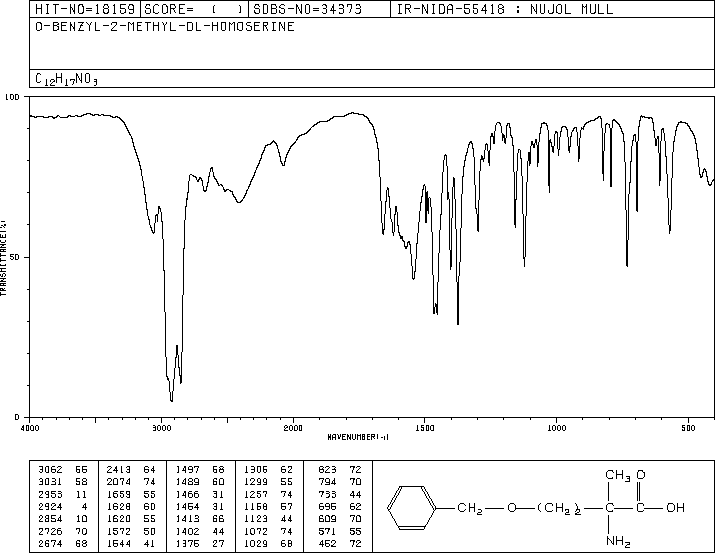 HIT-NO=18159 SCORE= ( ) SDBS-NO=34373 IR-NIDA-55418 : NUJOL MULL
O-BENZYL-2-METHYL-DL-HOMOSERINE
C12H17NO3
100
50
0
TRANSMITTANCE(%)
4000 3000 2000 1500 1000 500
WAVENUMBER(-1)
3062 55 2413 64 1497 58 1306 62 823 72
3031 58 2074 74 1489 60 1299 55 794 70
2953 11 1659 55 1466 31 1257 74 733 44
2924 4 1628 60 1454 31 1158 57 695 62
2854 10 1620 55 1413 66 1123 44 609 70
2726 70 1572 50 1402 44 1072 74 571 55
2674 68 1544 41 1375 27 1029 68 452 72
CH3 O
CH2 O (CH2)2 OH
NH2